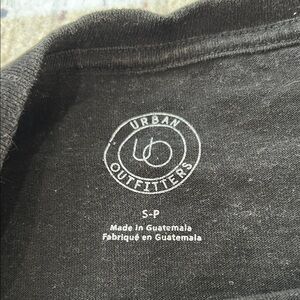 URBAN
UO
OUTFITTERS
S-P
Made in Guatemala
Fabriqué en Guatemala